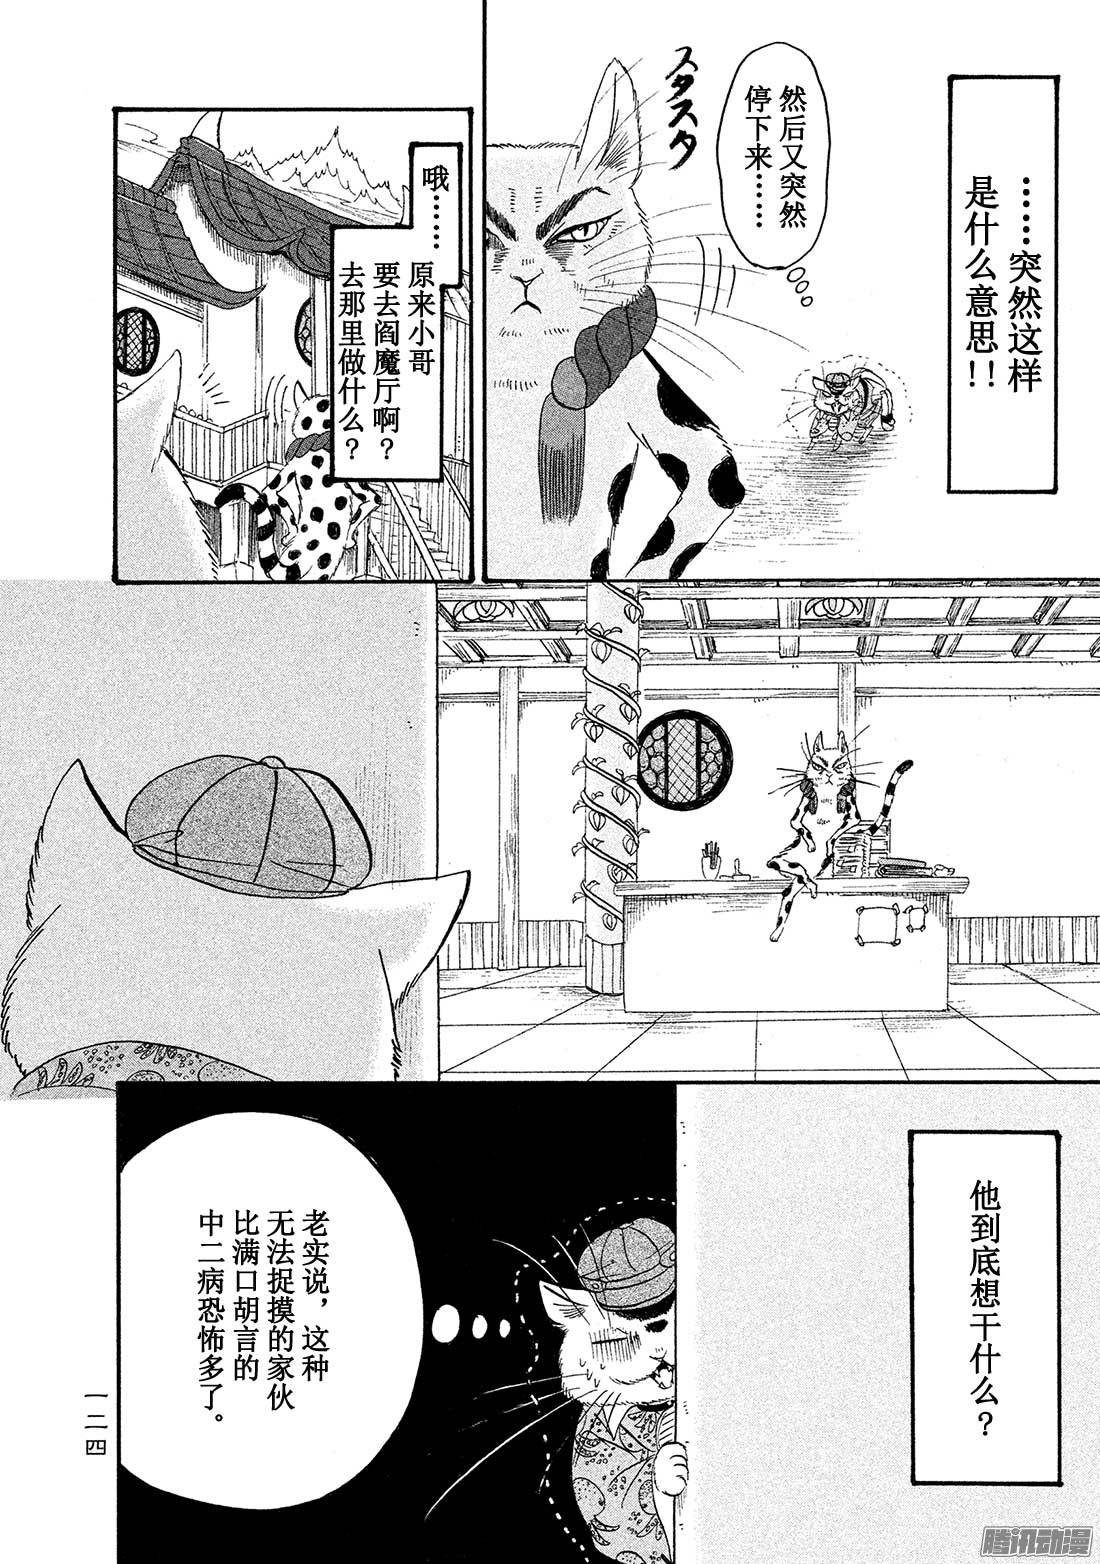 ……突然这样
是什么意思!!
然后又突然
停下来……
スタスタ
哦……
原来小哥
要去阎魔厅啊?
去那里做什么?
他到底想干什么?
老实说，这种
无法捉摸的家伙
比满口胡言的
中二病恐怖多了。
一二四
腾讯动漫